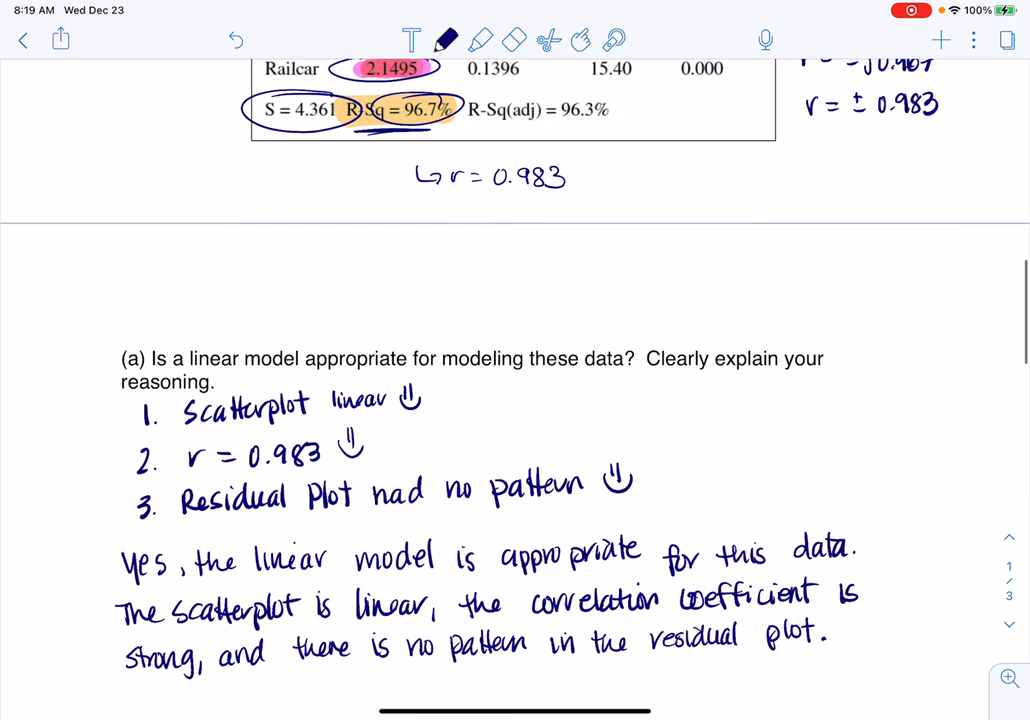 8:19 AM Wed Dec 23
100%
Railcar 2.1495 0.1396 15.40 0.000
S = 4.361 R-Sq = 96.7% R-Sq(adj) = 96.3%
r = ± 0.983
↳ r = 0.983
(a) Is a linear model appropriate for modeling these data? Clearly explain your
reasoning.
1. Scatterplot linear
2. r = 0.983
3. Residual Plot had no pattern
Yes, the linear model is appropriate for this data.
The scatterplot is linear, the correlation coefficient is
strong, and there is no pattern in the residual plot.
1
/
3